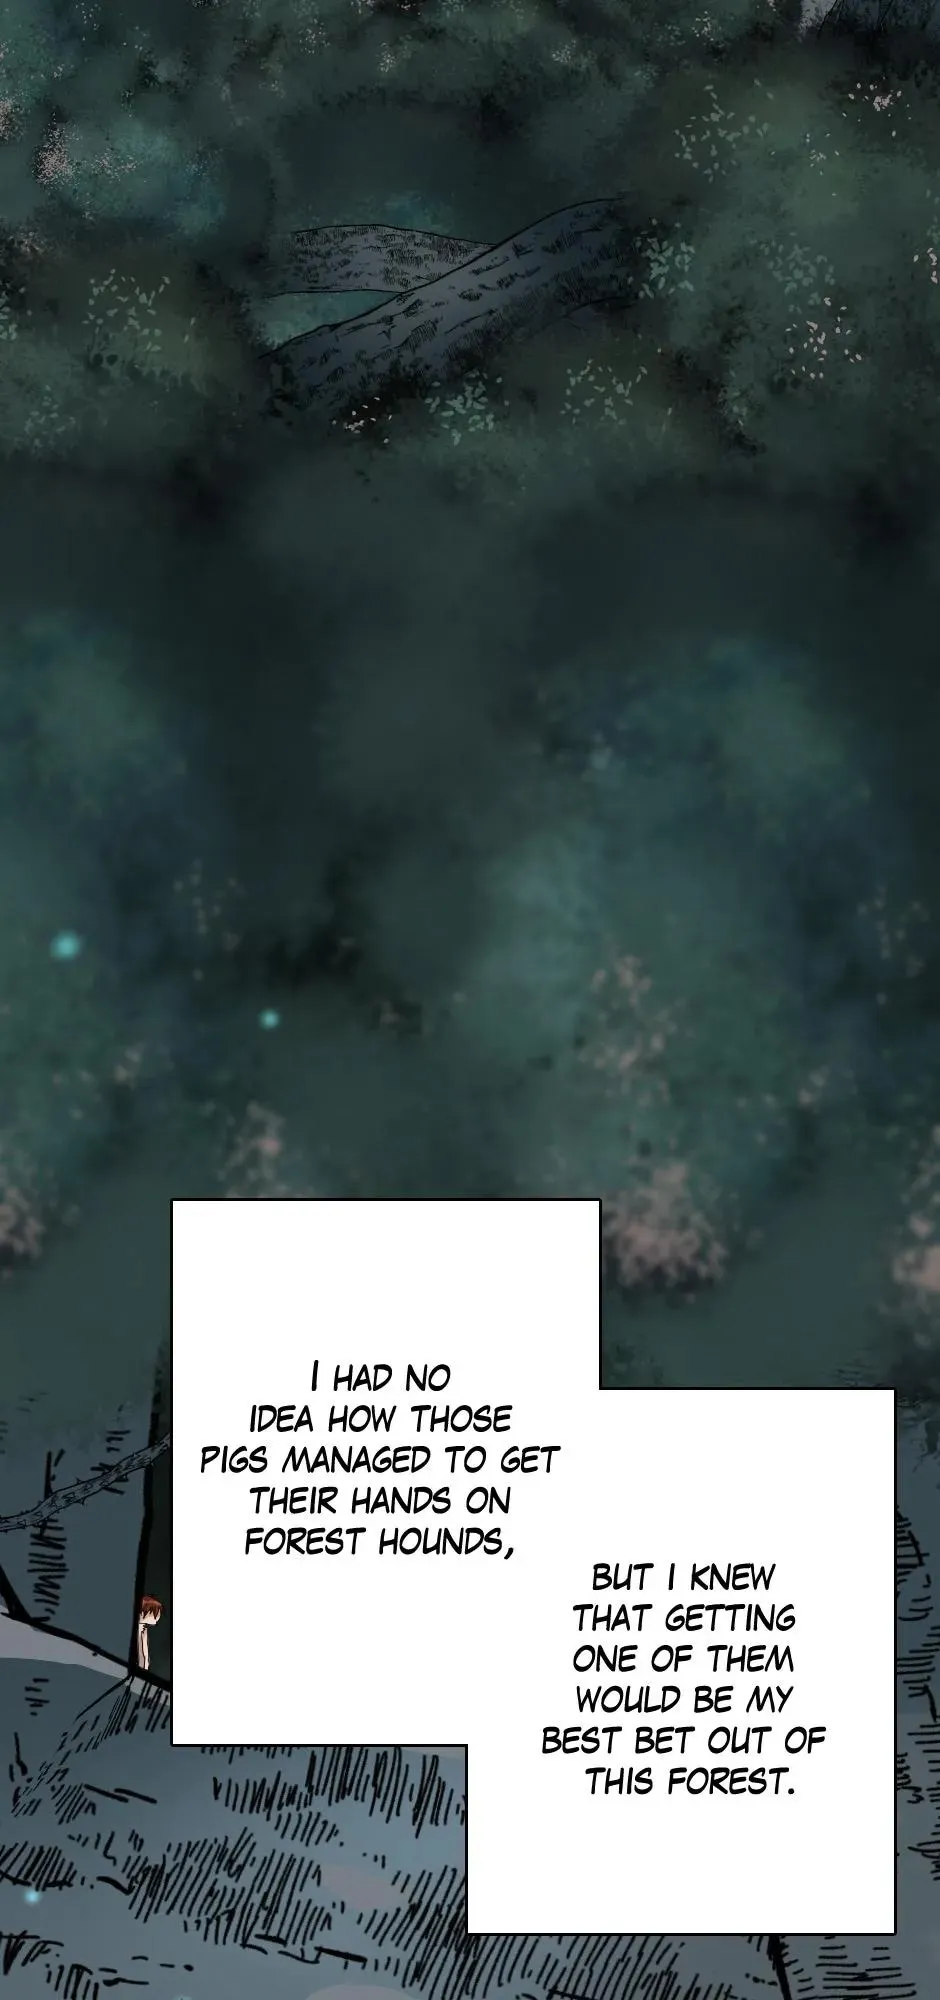 I HAD NO
IDEA HOW THOSE
PIGS MANAGED TO GET
THEIR HANDS ON
FOREST HOUNDS,
BUT I KNEW
THAT GETTING
ONE OF THEM
WOULD BE MY
BEST BET OUT OF
THIS FOREST.